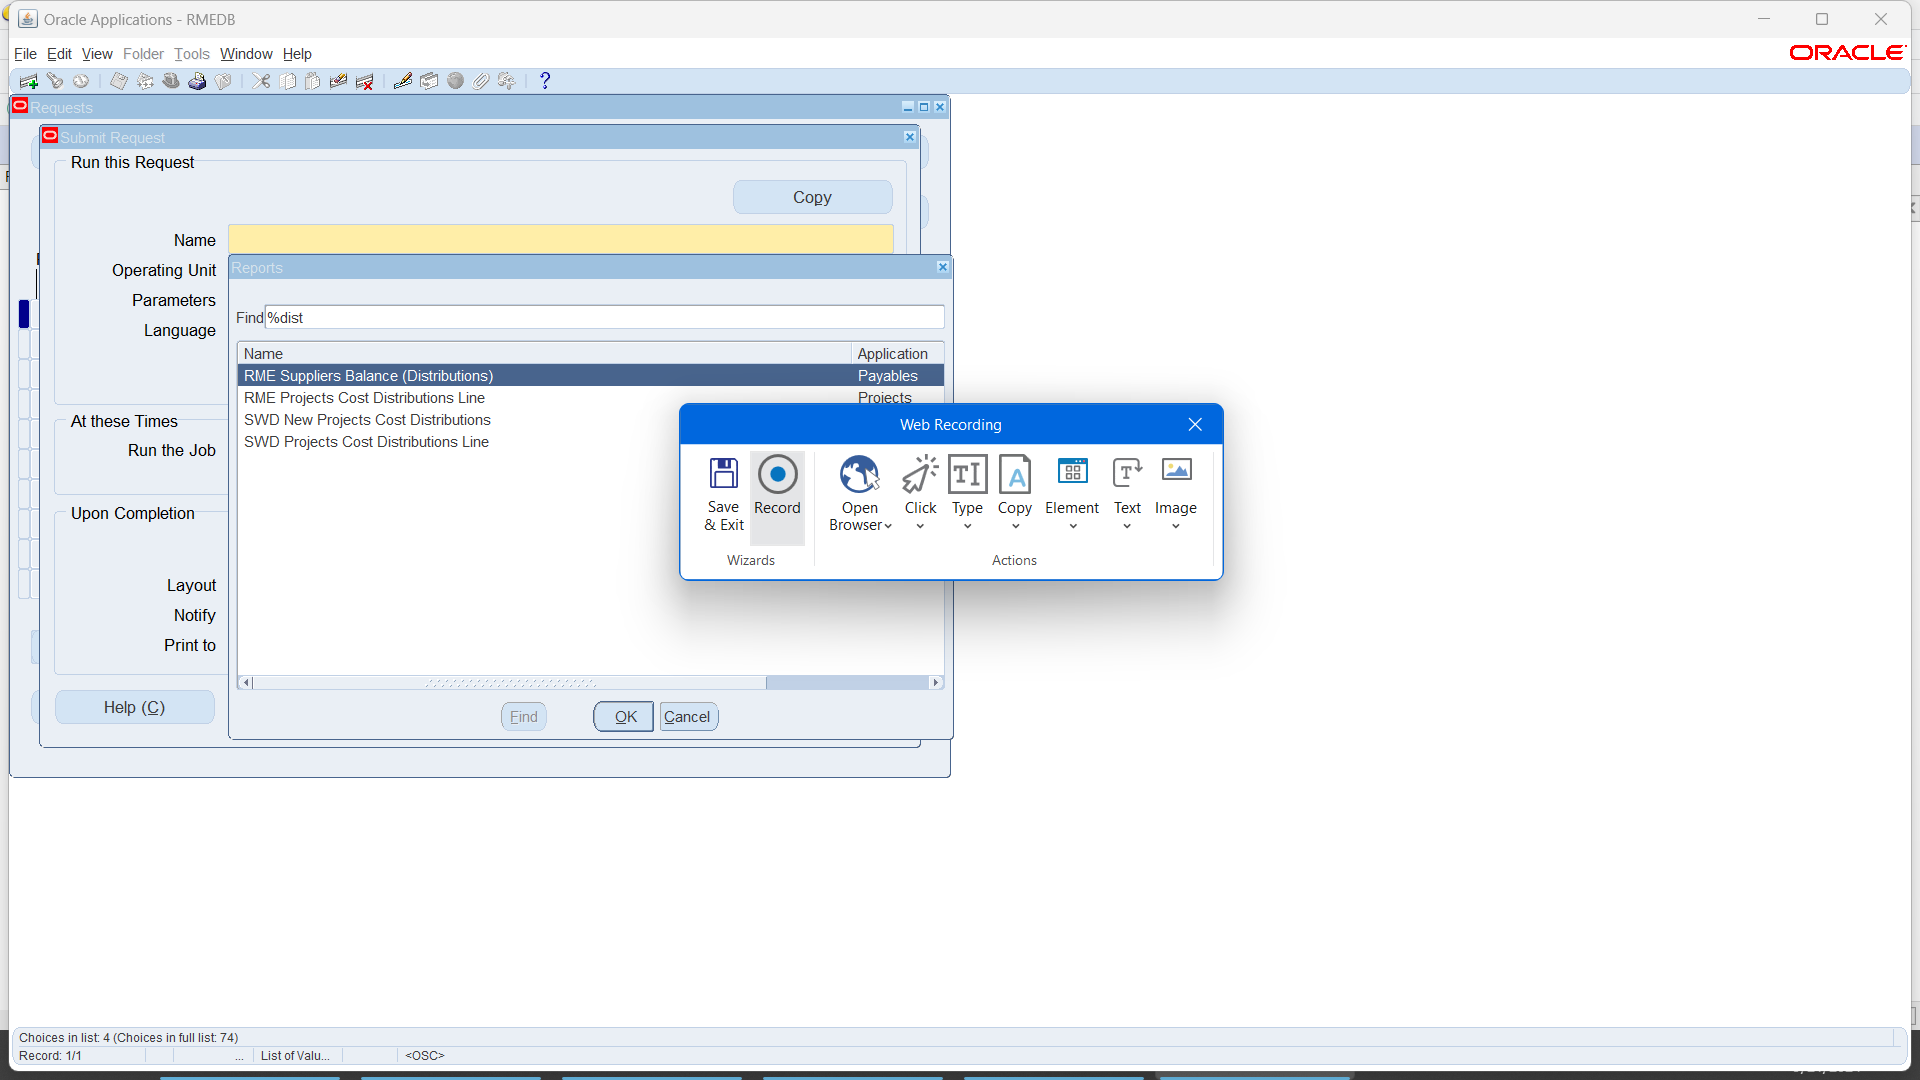 Oracle Applications - RMEDB
File Edit View Folder Tools Window Help
ORACLE
Requests
Submit Request
Run this Request
Copy
Name
Operating Unit
Parameters
Language
At these Times
Run the Job
Upon Completion
Layout
Notify
Print to
Help (C)
Reports
Find %dist
Name Application
RME Suppliers Balance (Distributions) Payables
RME Projects Cost Distributions Line Projects
SWD New Projects Cost Distributions
SWD Projects Cost Distributions Line
Find OK Cancel
Web Recording
Save & Exit
Record
Open Browser
Click
Type
Copy
Element
Text
Image
Wizards
Actions
Choices in list: 4 (Choices in full list: 74)
Record: 1/1 ... List of Valu... <OSC>